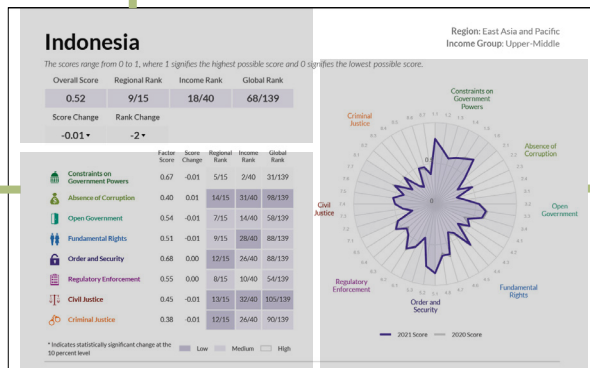 Indonesia
Region: East Asia and Pacific
Income Group: Upper-Middle
The scores range from 0 to 1, where 1 signifies the highest possible score and 0 signifies the lowest possible score.
Overall Score Regional Rank Income Rank Global Rank
0.52 9/15 18/40 68/139
Score Change Rank Change
-0.01▾ -2▾
Factor Score Score Change Regional Rank Income Rank Global Rank
Constraints on Government Powers 0.67 -0.01 5/15 2/40 31/139
Absence of Corruption 0.40 0.01 14/15 31/40 98/139
Open Government 0.54 -0.01 7/15 14/40 58/139
Fundamental Rights 0.51 -0.01 9/15 28/40 88/139
Order and Security 0.68 0.00 12/15 26/40 88/139
Regulatory Enforcement 0.55 0.00 8/15 10/40 54/139
Civil Justice 0.45 -0.01 13/15 32/40 105/139
Criminal Justice 0.38 -0.01 12/15 26/40 90/139
* Indicates statistically significant change at the
10 percent level
Low Medium High
Constraints on
Government
Powers
Criminal
Justice
Absence of
Corruption
Civil
Justice
Open
Government
Regulatory
Enforcement
Fundamental
Rights
Order and
Security
0
2021 Score 2020 Score